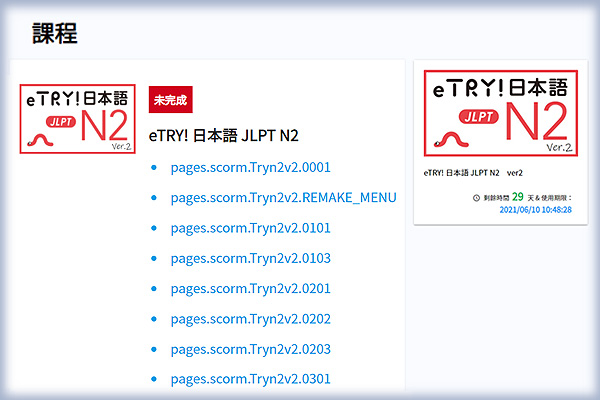 課程
eTRY!日本語
JLPT N2
Ver.2
未完成
eTRY! 日本語 JLPT N2
pages.scorm.Tryn2v2.0001
pages.scorm.Tryn2v2.REMAKE_MENU
pages.scorm.Tryn2v2.0101
pages.scorm.Tryn2v2.0103
pages.scorm.Tryn2v2.0201
pages.scorm.Tryn2v2.0202
pages.scorm.Tryn2v2.0203
pages.scorm.Tryn2v2.0301
eTRY!日本語
JLPT N2
Ver.2
eTRY! 日本語 JLPT N2 ver2
剩餘時間 29 天 & 使用期限：
2021/06/10 10:48:28